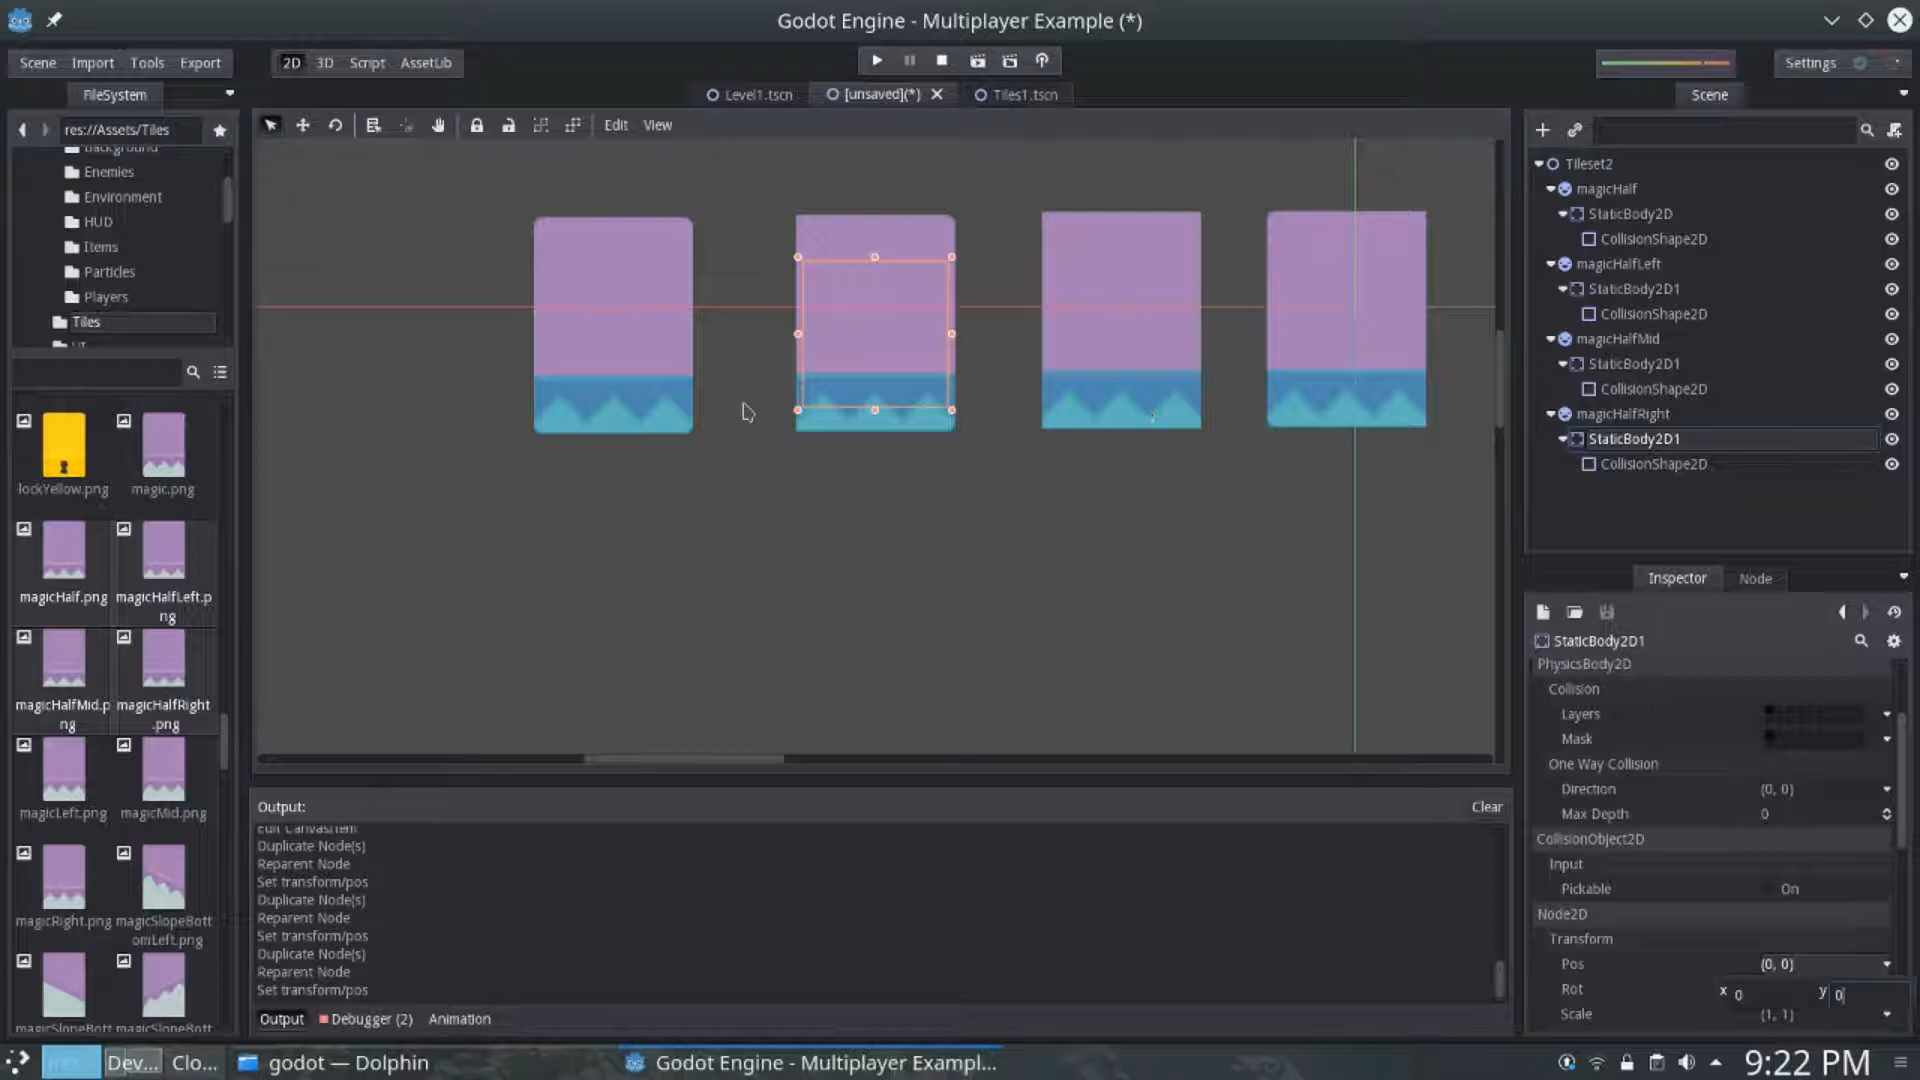 Godot Engine - Multiplayer Example (*)
Scene Import Tools Export
2D 3D Script AssetLib
Settings
FileSystem
Level1.tscn
[unsaved](*)
Tiles1.tscn
Scene
res://Assets/Tiles
Edit View
Background
Enemies
Environment
HUD
Items
Particles
Players
Tiles
UI
lockYellow.png
magic.png
magicHalf.png
magicHalfLeft.p
ng
magicHalfMid.p
ng
magicHalfRight
.png
magicLeft.png
magicMid.png
magicRight.png
magicSlopeBott
omLeft.png
magicSlopeBott
magicSlopeBott
Tileset2
magicHalf
StaticBody2D
CollisionShape2D
magicHalfLeft
StaticBody2D1
CollisionShape2D
magicHalfMid
StaticBody2D1
CollisionShape2D
magicHalfRight
StaticBody2D1
CollisionShape2D
Inspector Node
StaticBody2D1
PhysicsBody2D
Collision
Layers
Mask
One Way Collision
Direction (0, 0)
Max Depth 0
CollisionObject2D
Input
Pickable On
Node2D
Transform
Pos (0, 0)
Rot
x 0 y 0
Scale (1, 1)
Output: Clear
Edit CanvasItem
Duplicate Node(s)
Reparent Node
Set transform/pos
Duplicate Node(s)
Reparent Node
Set transform/pos
Duplicate Node(s)
Reparent Node
Set transform/pos
Output Debugger (2) Animation
Dev...
Clo...
godot — Dolphin
Godot Engine - Multiplayer Exampl...
9:22 PM